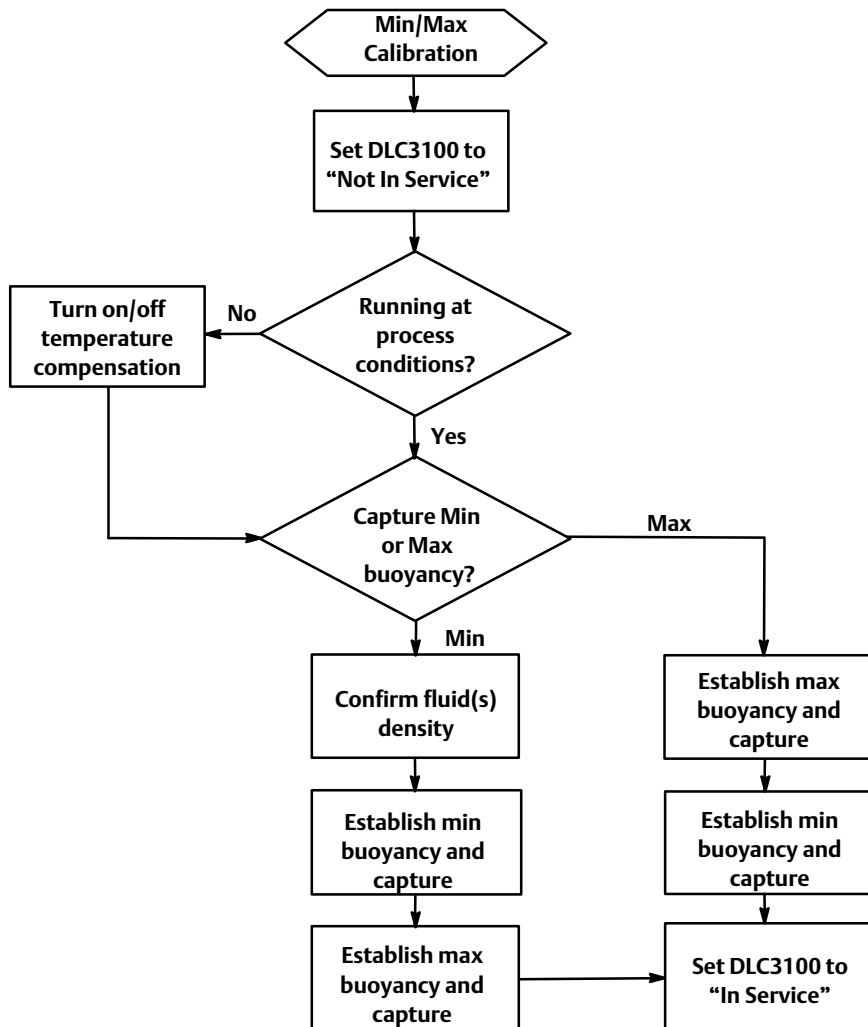 Min/Max
Calibration
Set DLC3100 to
“Not In Service”
Running at
process
conditions?
No
Turn on/off
temperature
compensation
Yes
Capture Min
or Max
buoyancy?
Max
Min
Confirm fluid(s)
density
Establish min
buoyancy and
capture
Establish max
buoyancy and
capture
Establish max
buoyancy and
capture
Establish min
buoyancy and
capture
Set DLC3100 to
“In Service”